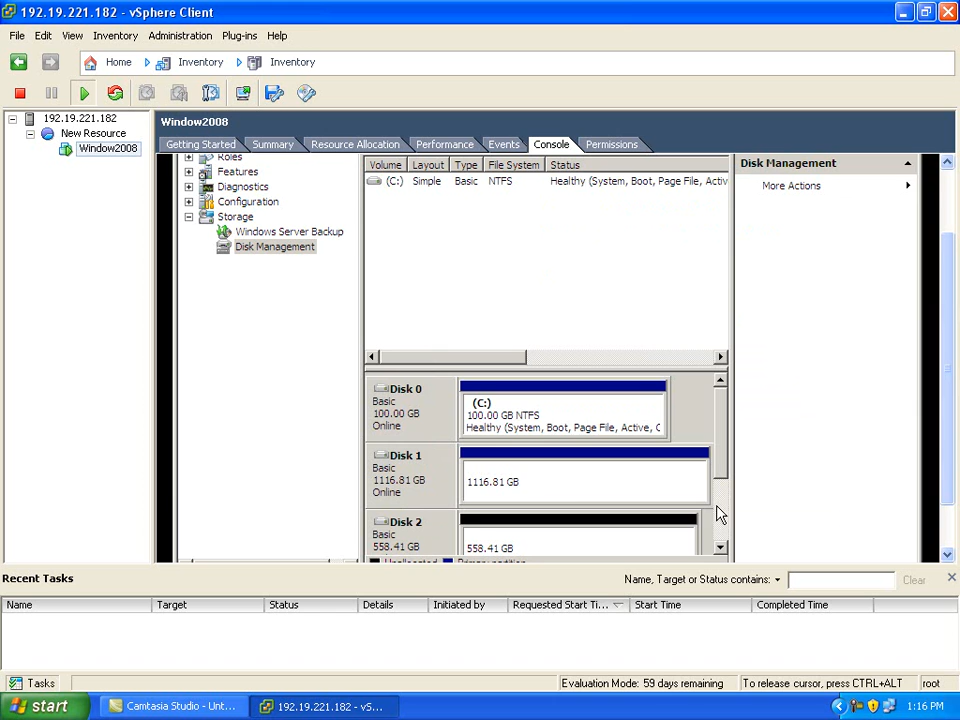 192.19.221.182 - vSphere Client
File Edit View Inventory Administration Plug-ins Help
Home Inventory Inventory
192.19.221.182
New Resource
Window2008
Window2008
Getting Started Summary Resource Allocation Performance Events Console Permissions
Roles
Features
Diagnostics
Configuration
Storage
Windows Server Backup
Disk Management
Volume Layout Type File System Status
(C:) Simple Basic NTFS Healthy (System, Boot, Page File, Activ
Disk Management
More Actions
Disk 0
Basic
100.00 GB
Online
(C:)
100.00 GB NTFS
Healthy (System, Boot, Page File, Active, C
Disk 1
Basic
1116.81 GB
Online
1116.81 GB
Disk 2
Basic
558.41 GB
558.41 GB
Unallocated Primary partition
Recent Tasks
Name, Target or Status contains: Clear
Name Target Status Details Initiated by Requested Start Ti... Start Time Completed Time
Tasks Evaluation Mode: 59 days remaining To release cursor, press CTRL+ALT root
start Camtasia Studio - Unt... 192.19.221.182 - vS... 1:16 PM